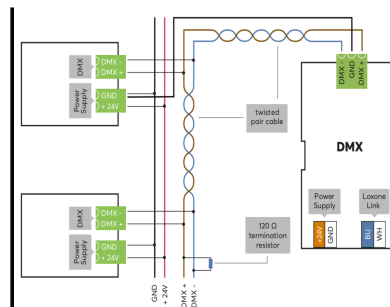 DMX
DMX -
DMX +
Power
Supply
GND
+ 24V
DMX
DMX -
DMX +
Power
Supply
GND
+ 24V
twisted
pair cable
120 Ω
termination
resistor
DMX -
GND
DMX +
DMX
Power
Supply
Loxone
Link
+24V
GND
BU
WH
GND
+ 24V
DMX +
DMX -